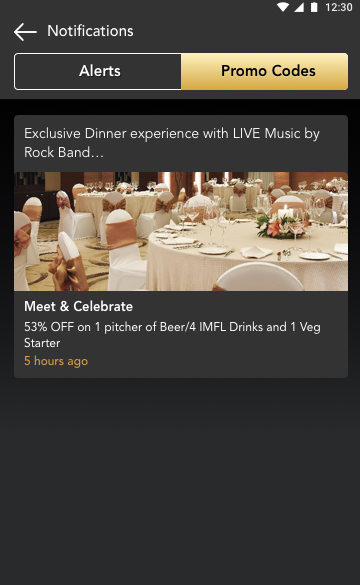 12:30
Notifications
Alerts
Promo Codes
Exclusive Dinner experience with LIVE Music by
Rock Band...
Meet & Celebrate
53% OFF on 1 pitcher of Beer/4 IMFL Drinks and 1 Veg
Starter
5 hours ago